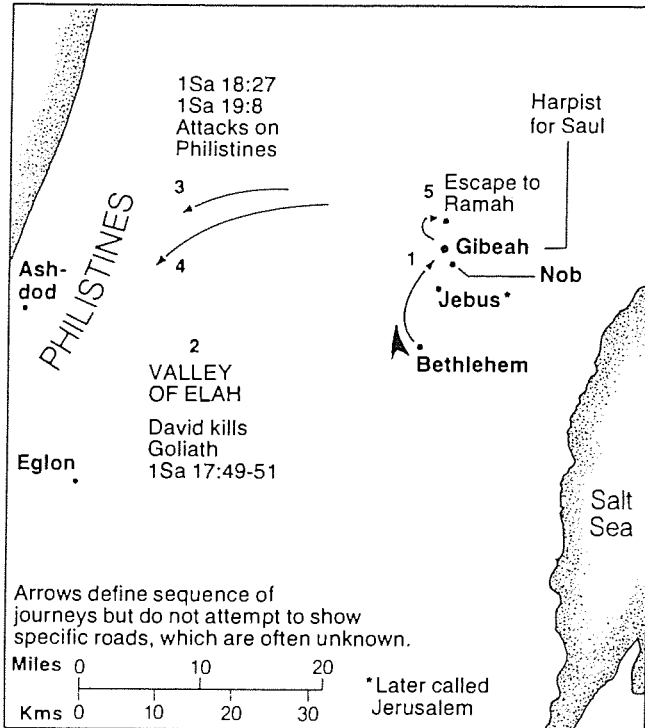 1Sa 18:27
1Sa 19:8
Attacks on
Philistines
Harpist
for Saul
3
5
Escape to
Ramah
Gibeah
4
1
Nob
Ash-
dod
PHILISTINES
Jebus*
2
VALLEY
OF ELAH
Bethlehem
David kills
Goliath
1Sa 17:49-51
Eglon
Salt
Sea
Arrows define sequence of
journeys but do not attempt to show
specific roads, which are often unknown.
Miles 0 10 20
Kms 0 10 20 30
*Later called
Jerusalem